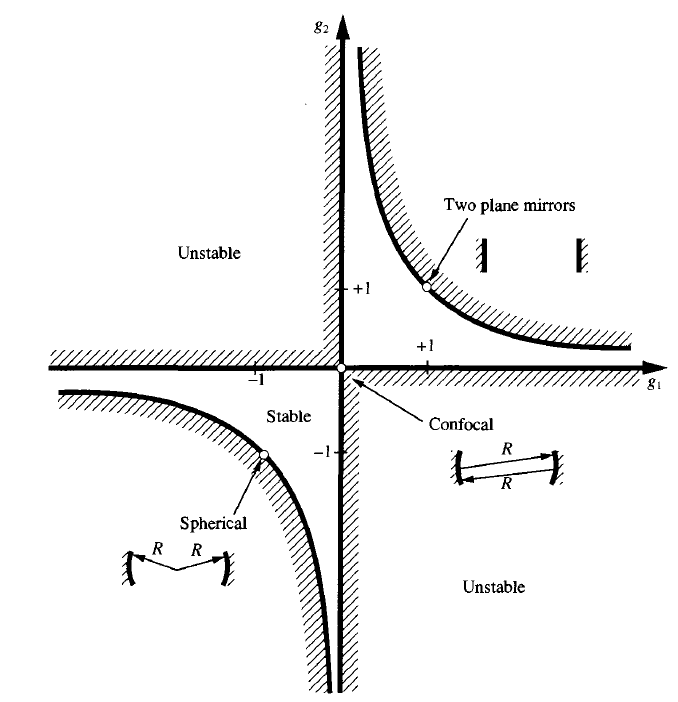 g₂
Two plane mirrors
Unstable
+1
+1
g₁
−1
Stable
Confocal
−1
R
R
Spherical
R R
Unstable